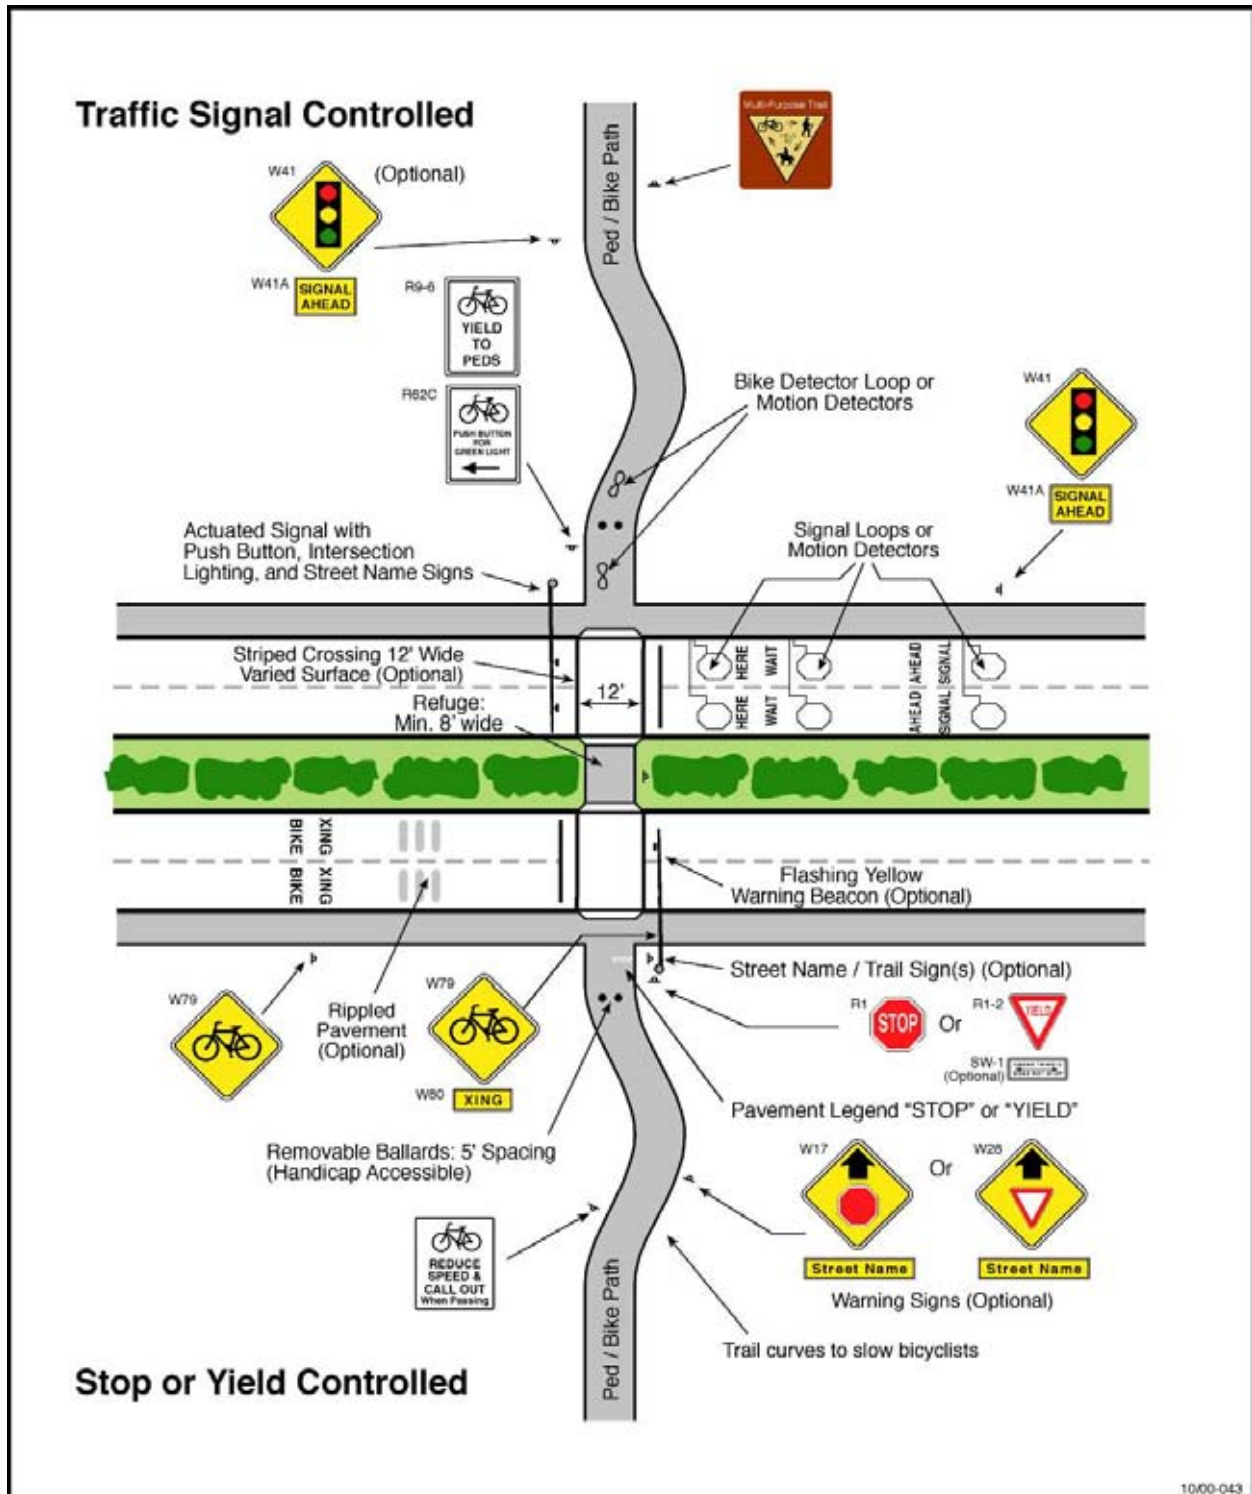 Traffic Signal Controlled
Multi-Purpose Trail
Ped / Bike Path
W41
(Optional)
W41A
SIGNAL
AHEAD
R9-6
YIELD
TO
PEDS
R62C
PUSH BUTTON
FOR
GREEN LIGHT
Bike Detector Loop or
Motion Detectors
W41
W41A
SIGNAL
AHEAD
Actuated Signal with
Push Button, Intersection
Lighting, and Street Name Signs
Signal Loops or
Motion Detectors
Striped Crossing 12' Wide
Varied Surface (Optional)
12'
Refuge:
Min. 8' wide
HERE
WAIT
AHEAD
SIGNAL
HERE
WAIT
AHEAD
SIGNAL
BIKE
XING
BIKE
XING
Flashing Yellow
Warning Beacon (Optional)
Street Name / Trail Sign(s) (Optional)
W79
Rippled
Pavement
(Optional)
W79
W80
XING
R1
STOP
Or
R1-2
YIELD
SW-1
(Optional)
Pavement Legend “STOP” or “YIELD”
Removable Ballards: 5' Spacing
(Handicap Accessible)
W17
Or
W28
Street Name
Street Name
Warning Signs (Optional)
REDUCE
SPEED &
CALL OUT
When Passing
Trail curves to slow bicyclists
Ped / Bike Path
Stop or Yield Controlled
10/00-043